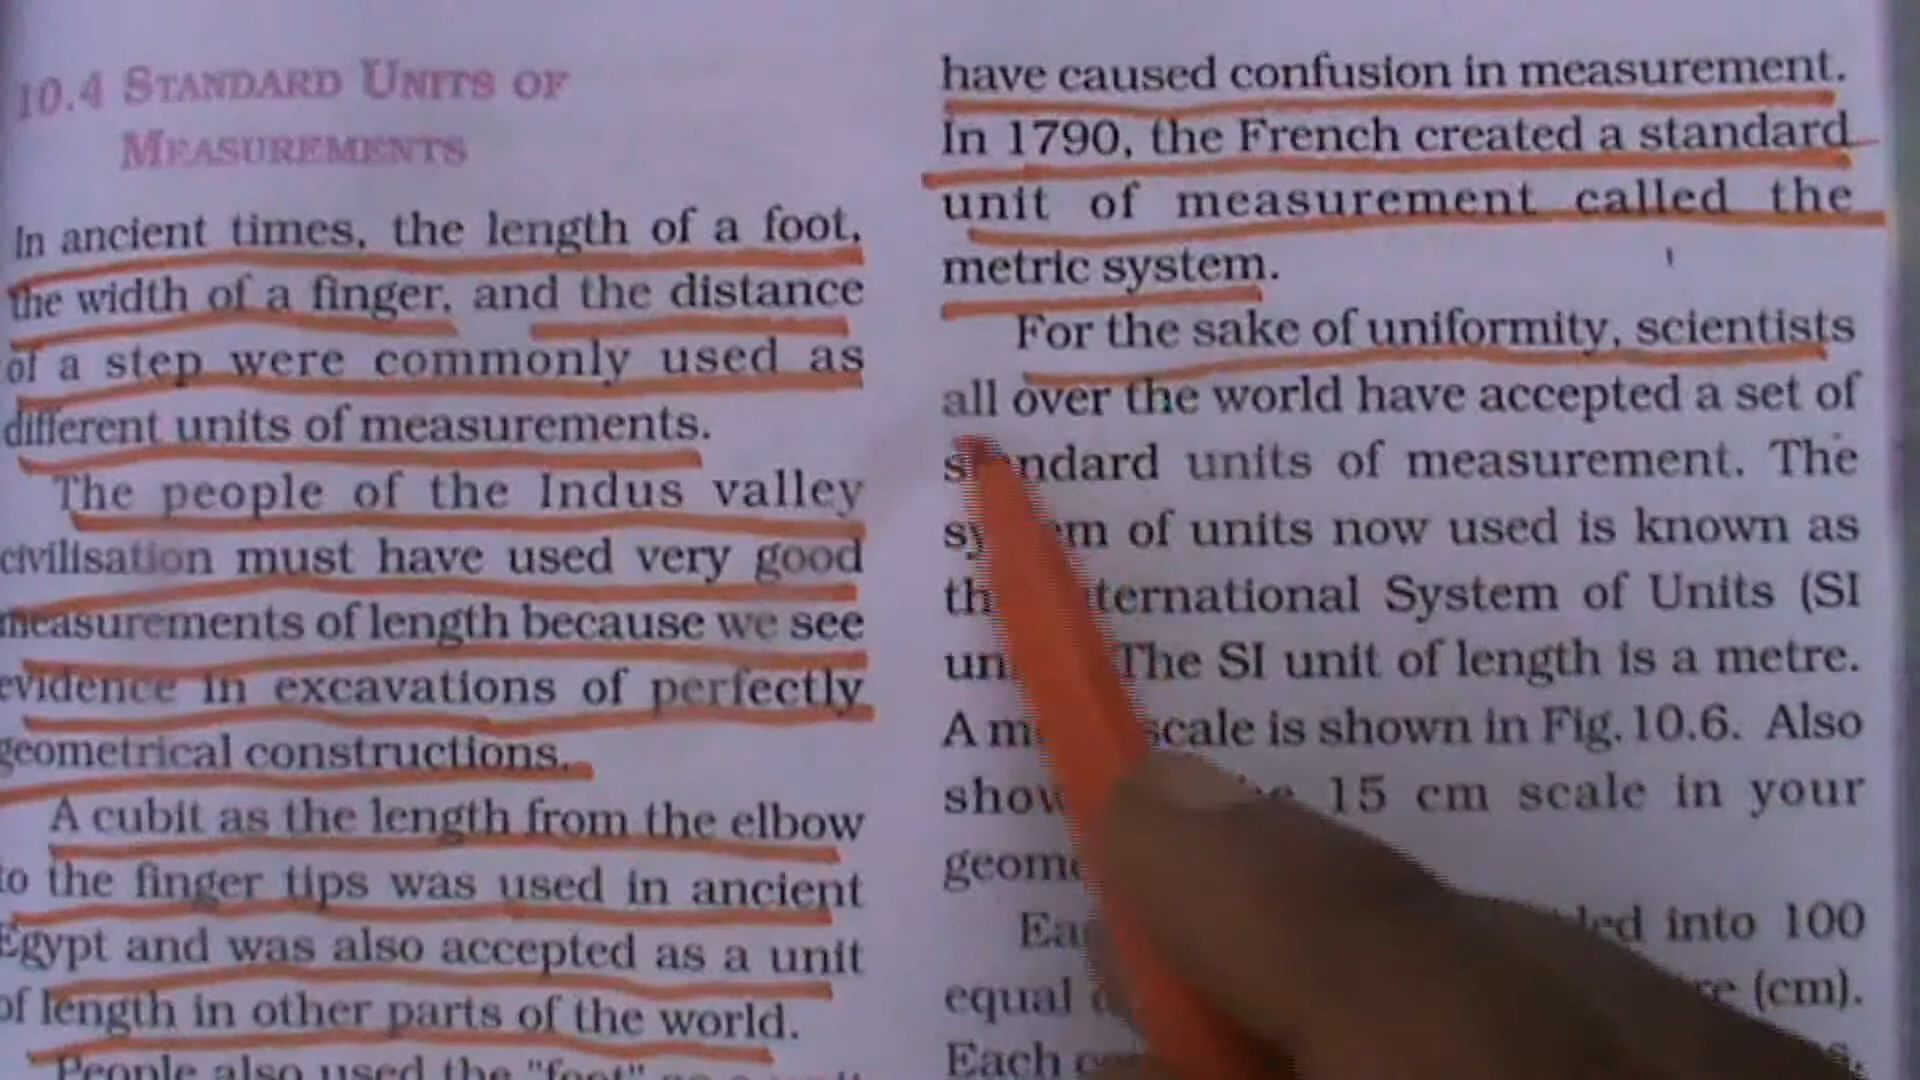 10.4 STANDARD UNITS OF
MEASUREMENTS
In ancient times, the length of a foot,
the width of a finger, and the distance
of a step were commonly used as
different units of measurements.
The people of the Indus valley
civilisation must have used very good
measurements of length because we see
evidence in excavations of perfectly
geometrical constructions.
A cubit as the length from the elbow
to the finger tips was used in ancient
Egypt and was also accepted as a unit
of length in other parts of the world.
People also used the "foot" as a unit
have caused confusion in measurement.
In 1790, the French created a standard
unit of measurement called the
metric system.
For the sake of uniformity, scientists
all over the world have accepted a set of
standard units of measurement. The
of units now used is known as
International System of Units (SI
The SI unit of length is a metre.
A scale is shown in Fig. 10.6. Also
15 cm scale in your
into 100
equal (cm).
Each